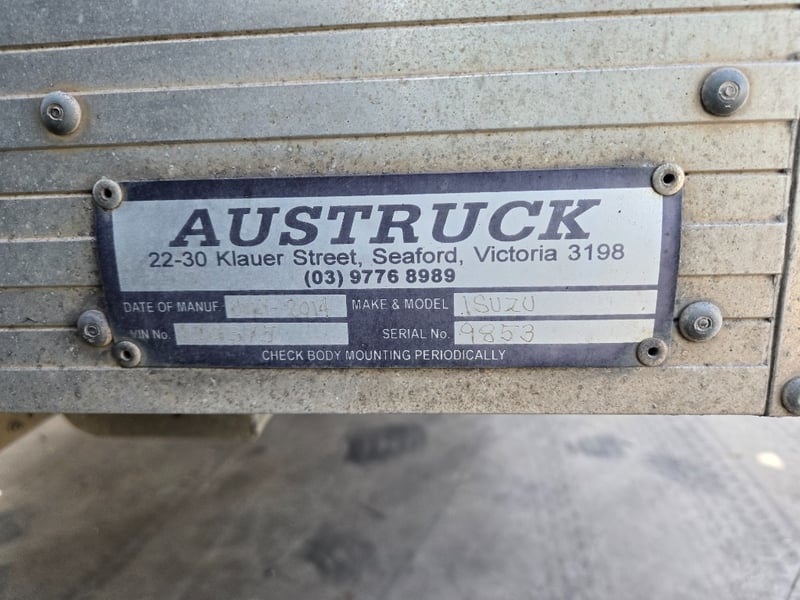 AUSTRUCK
22-30 Klauer Street, Seaford, Victoria 3198
(03) 9776 8989
DATE OF MANUF 2014 MAKE & MODEL ISUZU
VIN No. SERIAL No. 9853
CHECK BODY MOUNTING PERIODICALLY